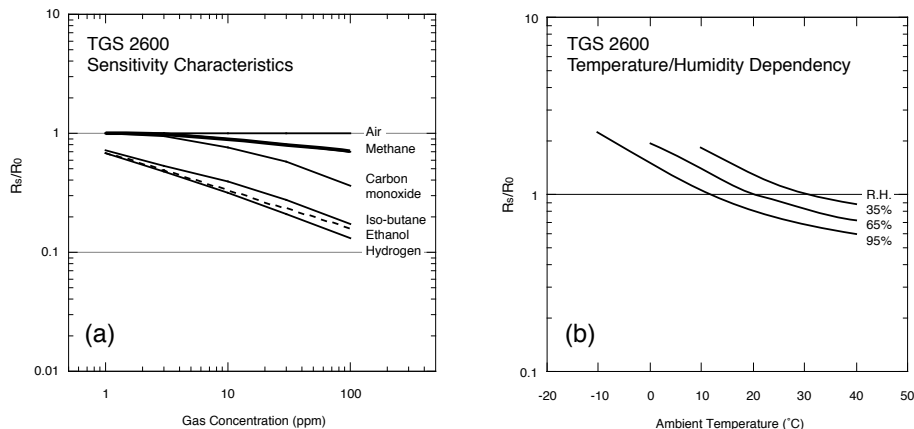 TGS 2600
Sensitivity Characteristics
10
1
0.1
0.01
Rs/R0
Air
Methane
Carbon
monoxide
Iso-butane
Ethanol
Hydrogen
(a)
1 10 100
Gas Concentration (ppm)
TGS 2600
Temperature/Humidity Dependency
10
1
0.1
Rs/R0
R.H.
35%
65%
95%
(b)
-20 -10 0 10 20 30 40 50
Ambient Temperature (˚C)